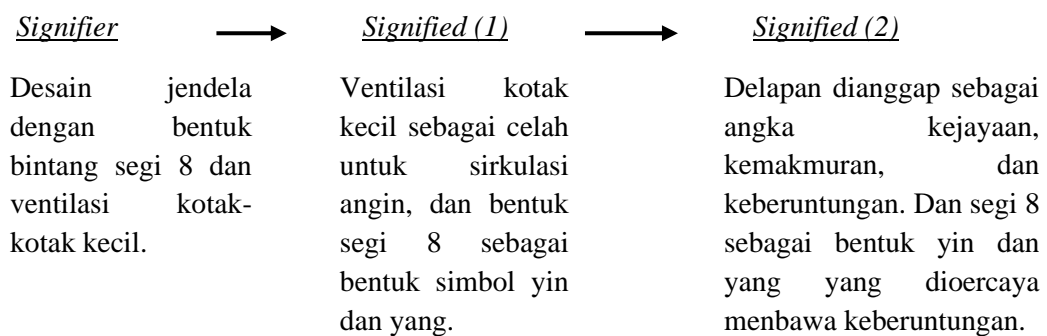 Signifier
Signified (1)
Signified (2)
Desain jendela
dengan bentuk
bintang segi 8 dan
ventilasi kotak-
kotak kecil.
Ventilasi kotak
kecil sebagai celah
untuk sirkulasi
angin, dan bentuk
segi 8 sebagai
bentuk simbol yin
dan yang.
Delapan dianggap sebagai
angka kejayaan,
kemakmuran, dan
keberuntungan. Dan segi 8
sebagai bentuk yin dan
yang yang dioercaya
menbawa keberuntungan.